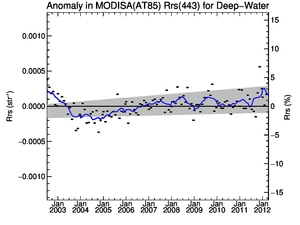 Anomaly in MODISA(AT85) Rrs(443) for Deep-Water
0.0010
0.0005
0.0000
-0.0005
-0.0010
Rrs (str⁻¹)
15
10
5
0
-5
-10
-15
Rrs (%)
Jan Jan Jan Jan Jan Jan Jan Jan Jan Jan
2003 2004 2005 2006 2007 2008 2009 2010 2011 2012